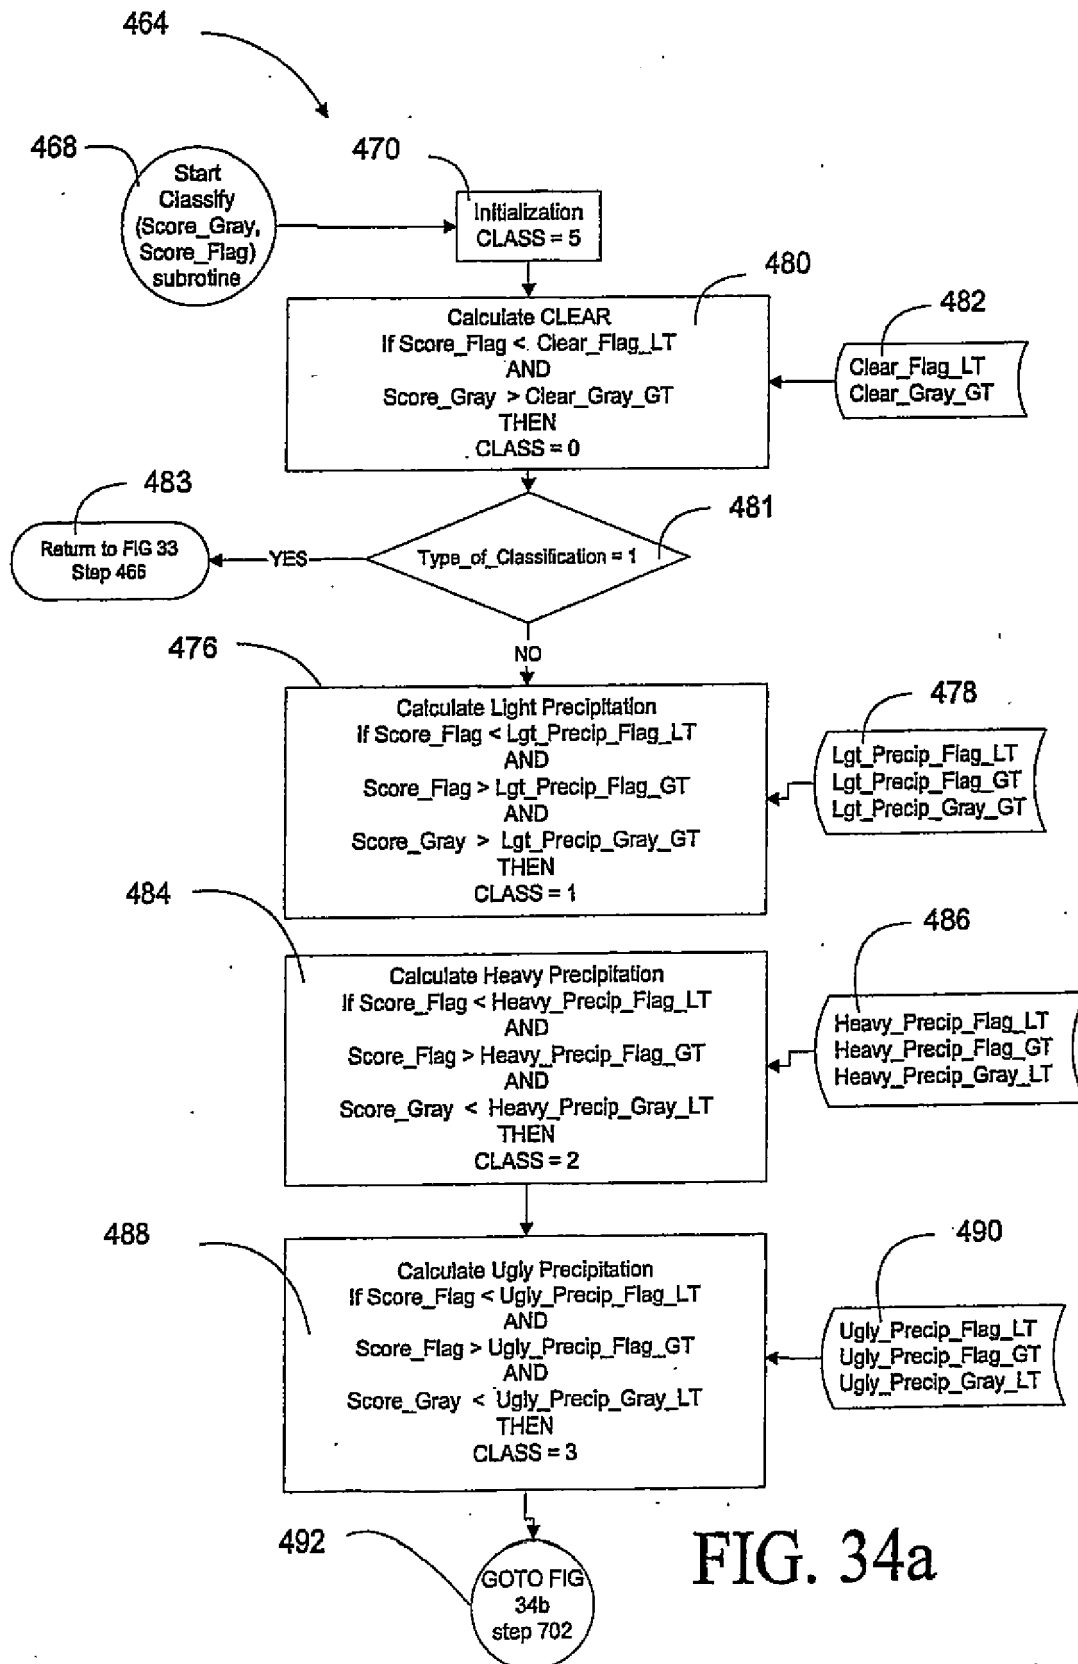 464
468
Start
Classify
(Score_Gray,
Score_Flag)
subrotine
470
Initialization
CLASS = 5
480
Calculate CLEAR
If Score_Flag < Clear_Flag_LT
AND
Score_Gray > Clear_Gray_GT
THEN
CLASS = 0
482
Clear_Flag_LT
Clear_Gray_GT
483
Return to FIG 33
Step 466
YES
481
Type_of_Classification = 1
NO
476
Calculate Light Precipitation
If Score_Flag < Lgt_Precip_Flag_LT
AND
Score_Flag > Lgt_Precip_Flag_GT
AND
Score_Gray > Lgt_Precip_Gray_GT
THEN
CLASS = 1
478
Lgt_Precip_Flag_LT
Lgt_Precip_Flag_GT
Lgt_Precip_Gray_GT
484
Calculate Heavy Precipitation
If Score_Flag < Heavy_Precip_Flag_LT
AND
Score_Flag > Heavy_Precip_Flag_GT
AND
Score_Gray < Heavy_Precip_Gray_LT
THEN
CLASS = 2
486
Heavy_Precip_Flag_LT
Heavy_Precip_Flag_GT
Heavy_Precip_Gray_LT
488
Calculate Ugly Precipitation
If Score_Flag < Ugly_Precip_Flag_LT
AND
Score_Flag > Ugly_Precip_Flag_GT
AND
Score_Gray < Ugly_Precip_Gray_LT
THEN
CLASS = 3
490
Ugly_Precip_Flag_LT
Ugly_Precip_Flag_GT
Ugly_Precip_Gray_LT
492
GOTO FIG
34b
step 702
FIG. 34a